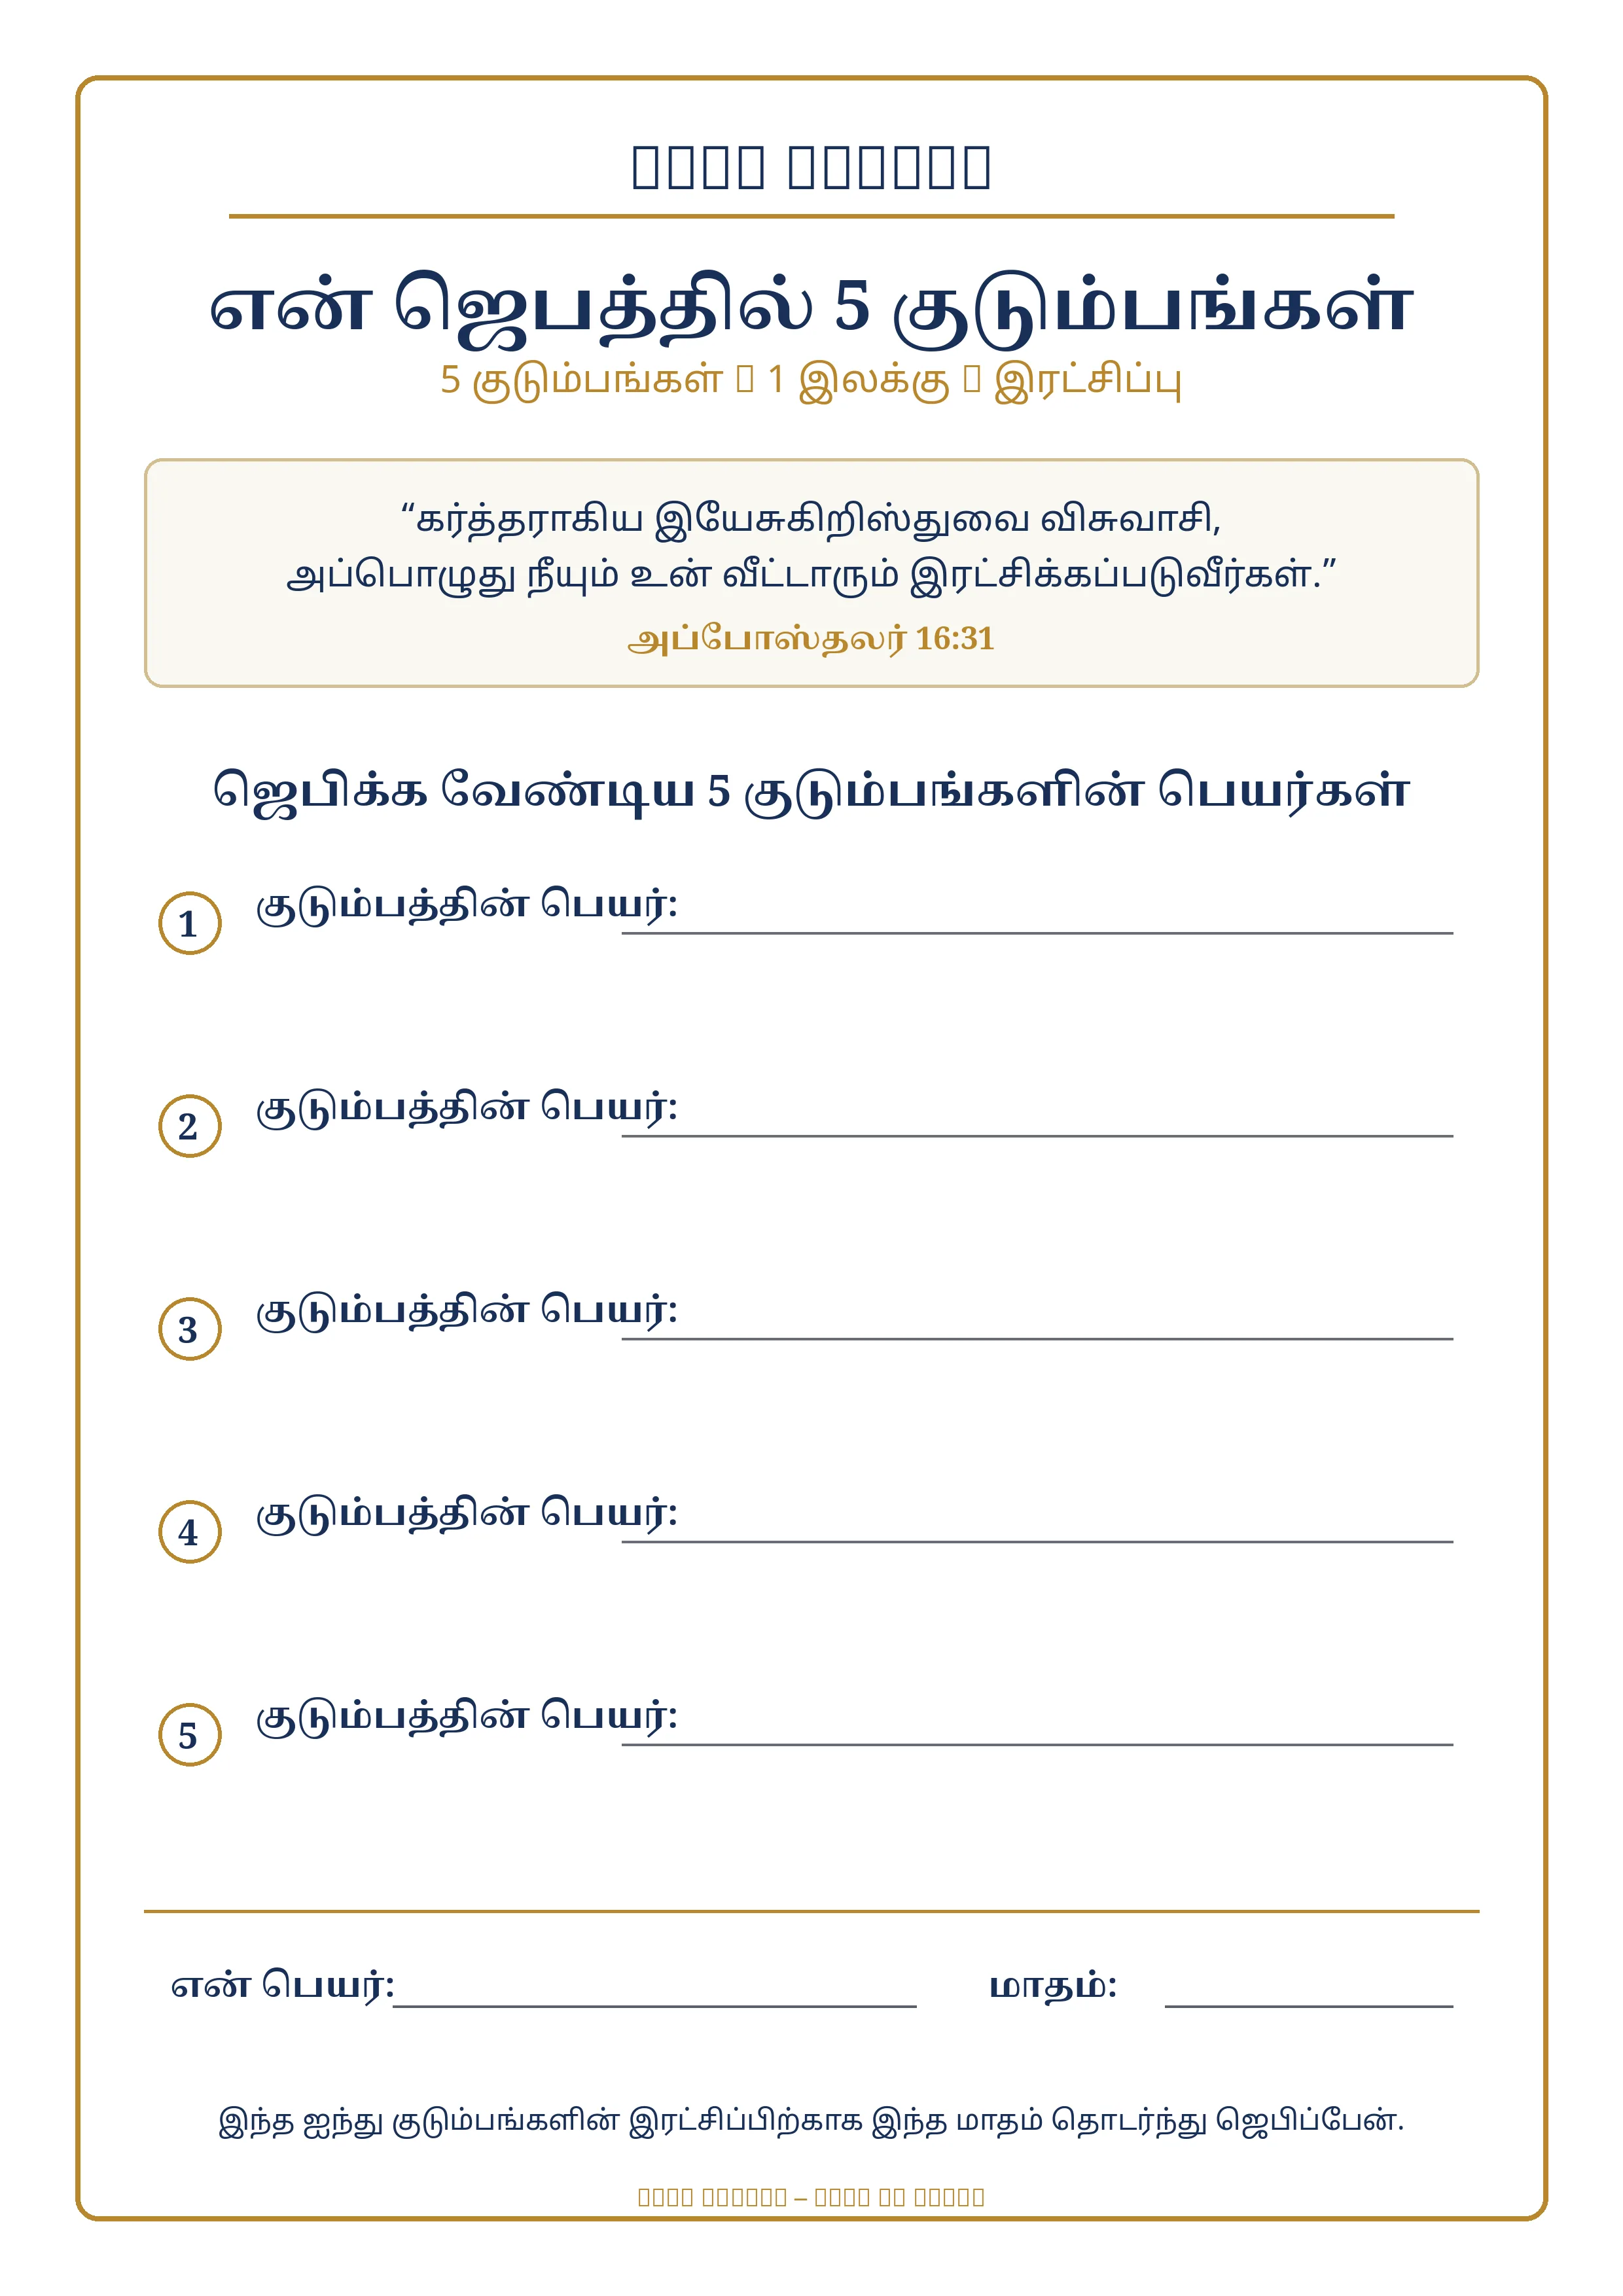 என் ஜெபத்தில் 5 குடும்பங்கள்
5 குடும்பங்கள் 1 இலக்கு இரட்சிப்பு
“கர்த்தராகிய இயேசுகிறிஸ்துவை விசுவாசி,
அப்பொழுது நீயும் உன் வீட்டாரும் இரட்சிக்கப்படுவீர்கள்.”
அப்போஸ்தலர் 16:31
ஜெபிக்க வேண்டிய 5 குடும்பங்களின் பெயர்கள்
1 குடும்பத்தின் பெயர்:
2 குடும்பத்தின் பெயர்:
3 குடும்பத்தின் பெயர்:
4 குடும்பத்தின் பெயர்:
5 குடும்பத்தின் பெயர்:
என் பெயர்: மாதம்:
இந்த ஐந்து குடும்பங்களின் இரட்சிப்பிற்காக இந்த மாதம் தொடர்ந்து ஜெபிப்பேன்.